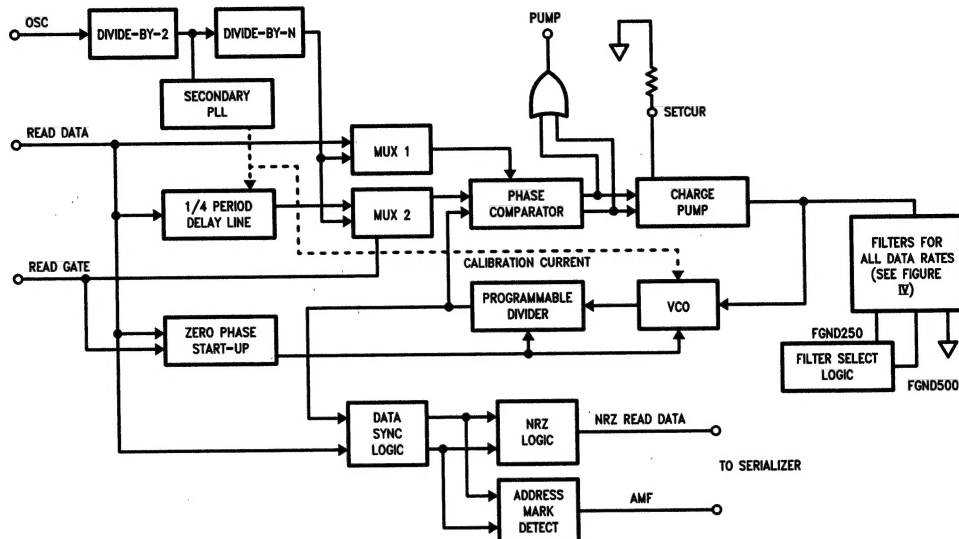 OSC
DIVIDE-BY-2
DIVIDE-BY-N
PUMP
SECONDARY
PLL
SETCUR
READ DATA
MUX 1
1/4 PERIOD
DELAY LINE
MUX 2
PHASE
COMPARATOR
CHARGE
PUMP
FILTERS FOR
ALL DATA RATES
(SEE FIGURE
IV)
READ GATE
CALIBRATION CURRENT
PROGRAMMABLE
DIVIDER
VCO
ZERO PHASE
START-UP
FGND250
FILTER SELECT
LOGIC
FGND500
DATA
SYNC
LOGIC
NRZ
LOGIC
NRZ READ DATA
TO SERIALIZER
ADDRESS
MARK
DETECT
AMF